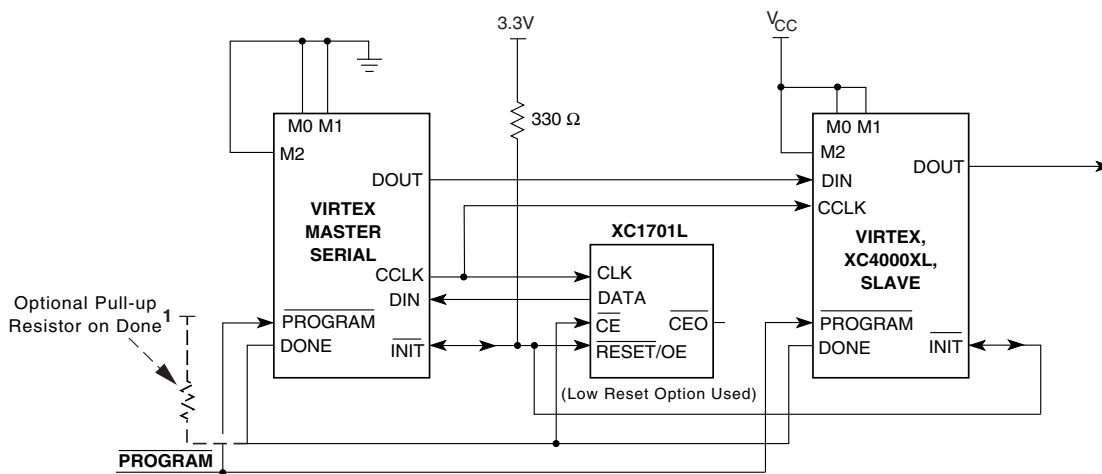 3.3V
VCC
330 Ω
M0 M1
M2
DOUT
VIRTEX
MASTER
SERIAL
CCLK
DIN
PROGRAM
DONE
INIT
Optional Pull-up
Resistor on Done1
XC1701L
CLK
DATA
CE
CEO
RESET/OE
(Low Reset Option Used)
M0 M1
M2
DIN
DOUT
CCLK
VIRTEX,
XC4000XL,
SLAVE
PROGRAM
DONE
INIT
PROGRAM